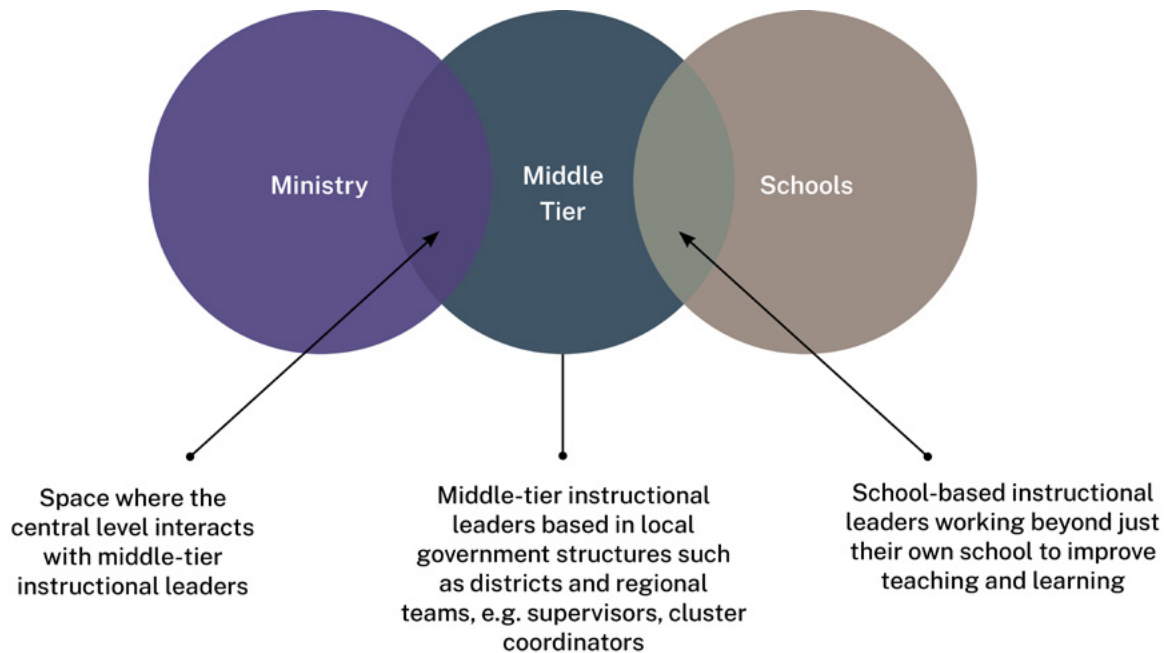 Ministry
Middle
Tier
Schools
Space where the
central level interacts
with middle-tier
instructional leaders
Middle-tier instructional
leaders based in local
government structures such
as districts and regional
teams, e.g. supervisors, cluster
coordinators
School-based instructional
leaders working beyond just
their own school to improve
teaching and learning